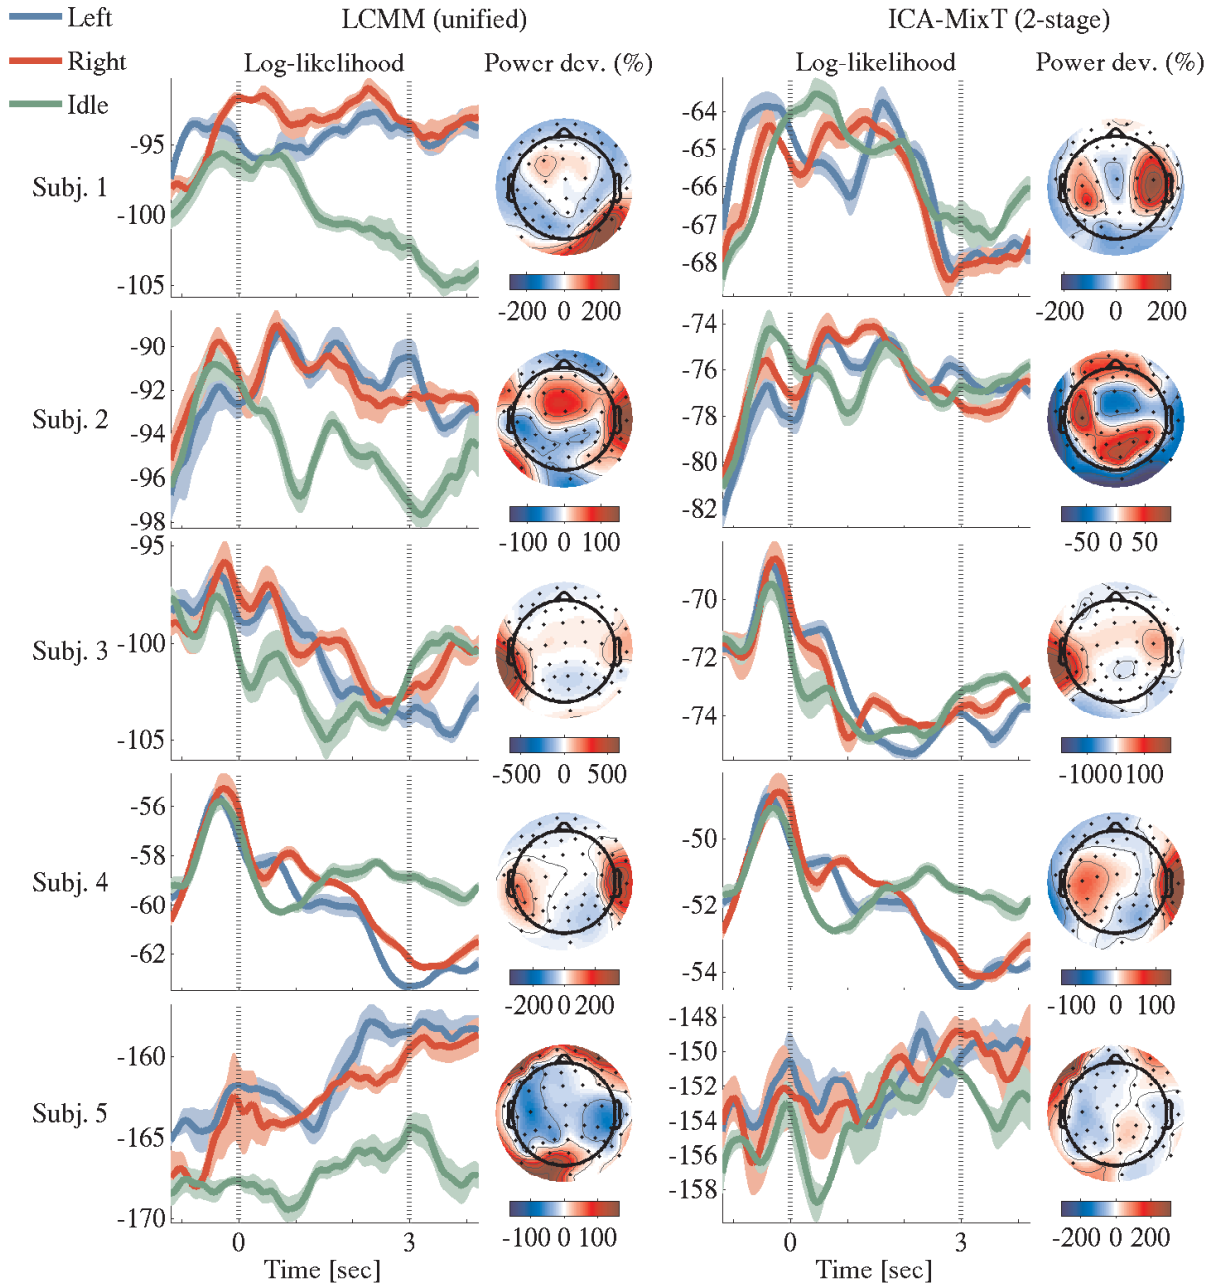 Left
Right
Idle
LCMM (unified)
ICA-MixT (2-stage)
Log-likelihood
Power dev. (%)
Log-likelihood
Power dev. (%)
Subj. 1
-95
-100
-105
-200 0 200
-64
-65
-66
-67
-68
-200 0 200
Subj. 2
-90
-92
-94
-96
-98
-100 0 100
-74
-76
-78
-80
-82
-50 0 50
Subj. 3
-95
-100
-105
-500 0 500
-70
-72
-74
-100 0 100
Subj. 4
-56
-58
-60
-62
-200 0 200
-50
-52
-54
-100 0 100
Subj. 5
-160
-165
-170
-100 0 100
-148
-150
-152
-154
-156
-158
-200 0 200
0 3
0 3
Time [sec]
Time [sec]